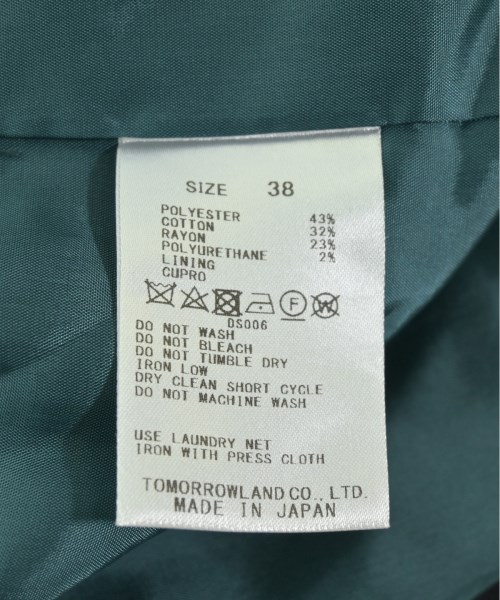 SIZE 38
POLYESTER 43%
COTTON 32%
RAYON 23%
POLYURETHANE 2%
LINING
CUPRO
F W
DS006
DO NOT WASH
DO NOT BLEACH
DO NOT TUMBLE DRY
IRON LOW
DRY CLEAN SHORT CYCLE
DO NOT MACHINE WASH
USE LAUNDRY NET
IRON WITH PRESS CLOTH
TOMORROWLAND CO., LTD.
MADE IN JAPAN